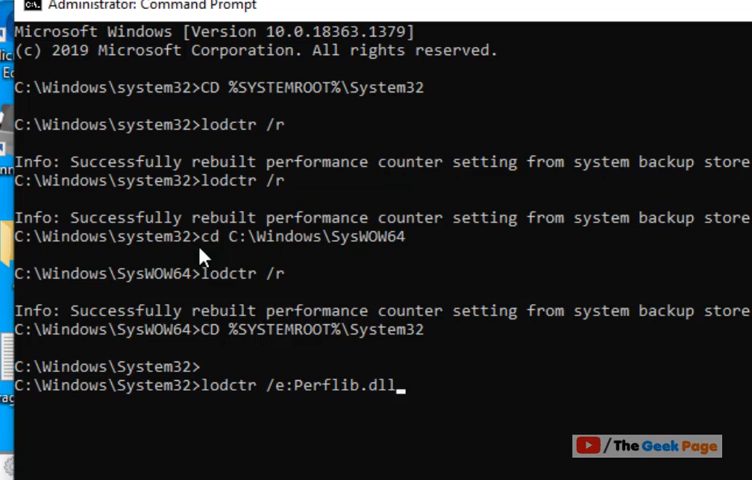 Administrator: Command Prompt
Microsoft Windows [Version 10.0.18363.1379]
(c) 2019 Microsoft Corporation. All rights reserved.
C:\Windows\system32>CD %SYSTEMROOT%\System32
C:\Windows\system32>lodctr /r
Info: Successfully rebuilt performance counter setting from system backup store
C:\Windows\system32>lodctr /r
Info: Successfully rebuilt performance counter setting from system backup store
C:\Windows\system32>cd C:\Windows\SysWOW64
C:\Windows\SysWOW64>lodctr /r
Info: Successfully rebuilt performance counter setting from system backup store
C:\Windows\SysWOW64>CD %SYSTEMROOT%\System32
C:\Windows\System32>
C:\Windows\System32>lodctr /e:Perflib.dll_
/The Geek Page